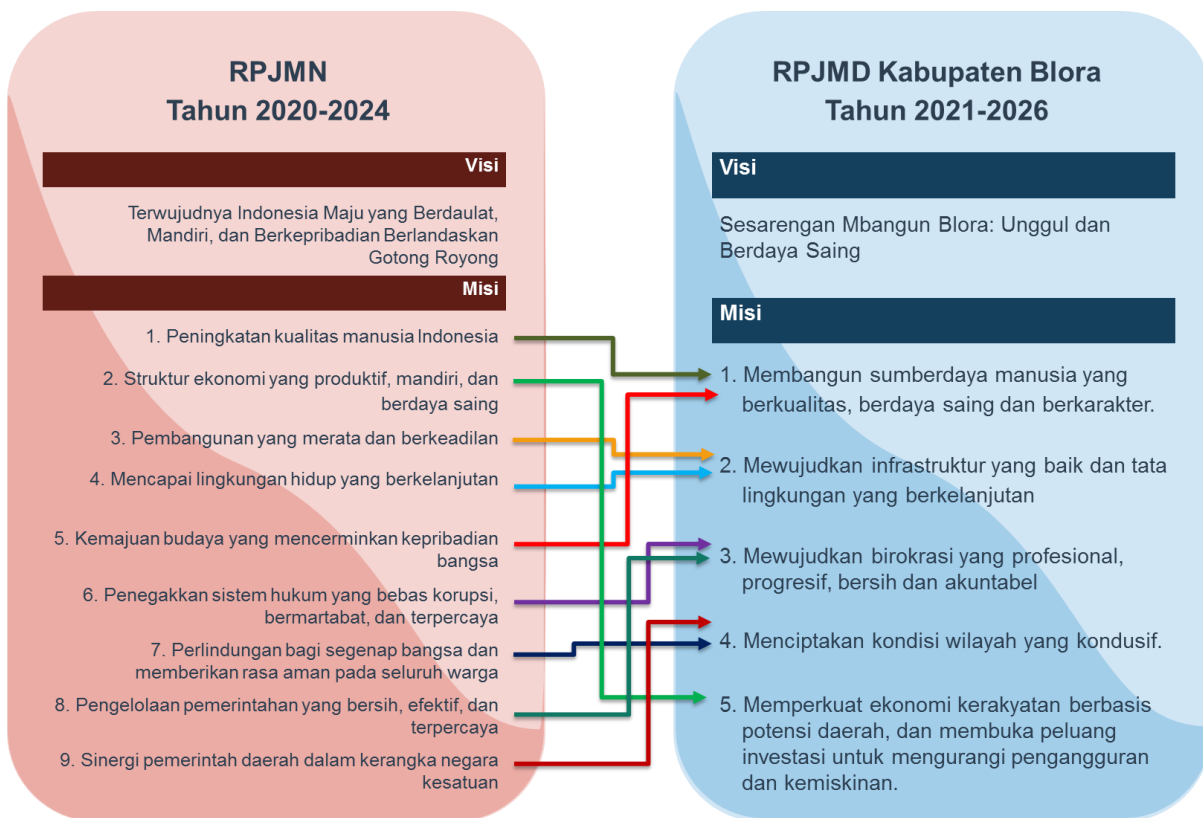 RPJMN
Tahun 2020-2024
Visi
Terwujudnya Indonesia Maju yang Berdaulat,
Mandiri, dan Berkepribadian Berlandaskan
Gotong Royong
Misi
1. Peningkatan kualitas manusia Indonesia
2. Struktur ekonomi yang produktif, mandiri, dan
berdaya saing
3. Pembangunan yang merata dan berkeadilan
4. Mencapai lingkungan hidup yang berkelanjutan
5. Kemajuan budaya yang mencerminkan kepribadian
bangsa
6. Penegakkan sistem hukum yang bebas korupsi,
bermartabat, dan terpercaya
7. Perlindungan bagi segenap bangsa dan
memberikan rasa aman pada seluruh warga
8. Pengelolaan pemerintahan yang bersih, efektif, dan
terpercaya
9. Sinergi pemerintah daerah dalam kerangka negara
kesatuan
RPJMD Kabupaten Blora
Tahun 2021-2026
Visi
Sesarengan Mbangun Blora: Unggul dan
Berdaya Saing
Misi
1. Membangun sumberdaya manusia yang
berkualitas, berdaya saing dan berkarakter.
2. Mewujudkan infrastruktur yang baik dan tata
lingkungan yang berkelanjutan
3. Mewujudkan birokrasi yang profesional,
progresif, bersih dan akuntabel
4. Menciptakan kondisi wilayah yang kondusif.
5. Memperkuat ekonomi kerakyatan berbasis
potensi daerah, dan membuka peluang
investasi untuk mengurangi pengangguran
dan kemiskinan.